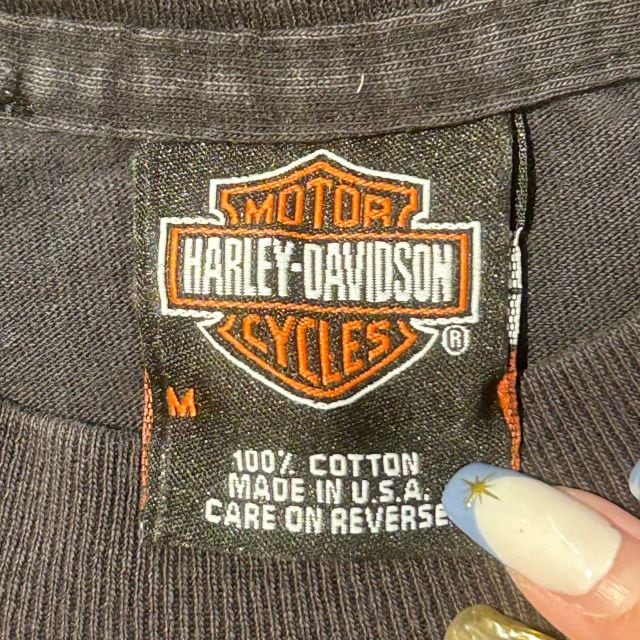 MOTOR
HARLEY-DAVIDSON
CYCLES
®
M
100% COTTON
MADE IN U.S.A.
CARE ON REVERSE